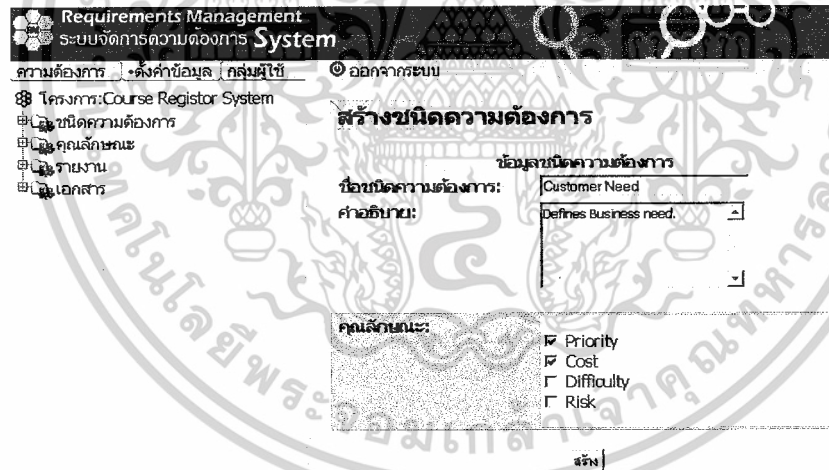 Requirements Management
ระบบจัดการความต้องการ System
ความต้องการ ตั้งค่าข้อมูล กลุ่มผู้ใช้ ออกจากระบบ
โครงการ:Course Registor System
ชนิดความต้องการ
คุณลักษณะ
รายงาน
เอกสาร
สร้างชนิดความต้องการ
ข้อมูลชนิดความต้องการ
ชื่อชนิดความต้องการ: Customer Need
คำอธิบาย: Defines Business need.
คุณลักษณะ:
Priority
Cost
Difficulty
Risk
สร้าง